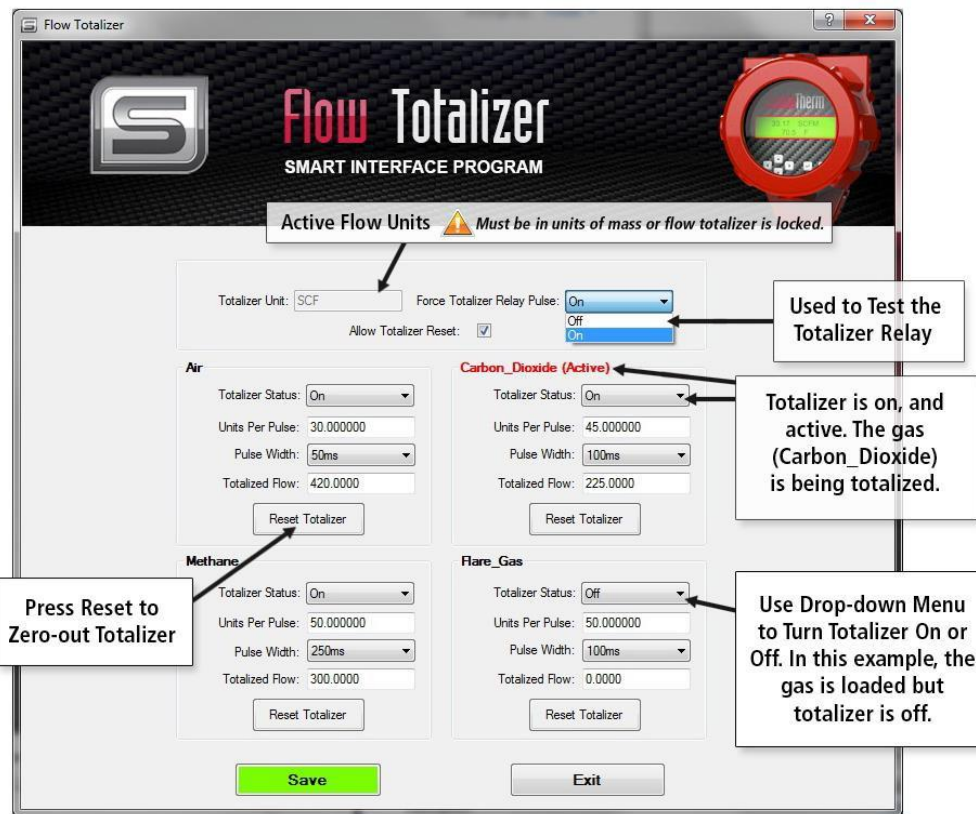 Flow Totalizer
? X
S
Flow Totalizer
SMART INTERFACE PROGRAM
Therm
Active Flow Units Must be in units of mass or flow totalizer is locked.
Totalizer Unit: SCF Force Totalizer Relay Pulse: On
Off
On
Allow Totalizer Reset:
Used to Test the
Totalizer Relay
Air
Totalizer Status: On
Units Per Pulse: 30.000000
Pulse Width: 50ms
Totalized Flow: 420.0000
Reset Totalizer
Carbon_Dioxide (Active)
Totalizer Status: On
Units Per Pulse: 45.000000
Pulse Width: 100ms
Totalized Flow: 225.0000
Reset Totalizer
Totalizer is on, and
active. The gas
(Carbon_Dioxide)
is being totalized.
Methane
Totalizer Status: On
Units Per Pulse: 50.000000
Pulse Width: 250ms
Totalized Flow: 300.0000
Reset Totalizer
Press Reset to
Zero-out Totalizer
Flare_Gas
Totalizer Status: Off
Units Per Pulse: 50.000000
Pulse Width: 100ms
Totalized Flow: 0.0000
Reset Totalizer
Use Drop-down Menu
to Turn Totalizer On or
Off. In this example, the
gas is loaded but
totalizer is off.
Save
Exit